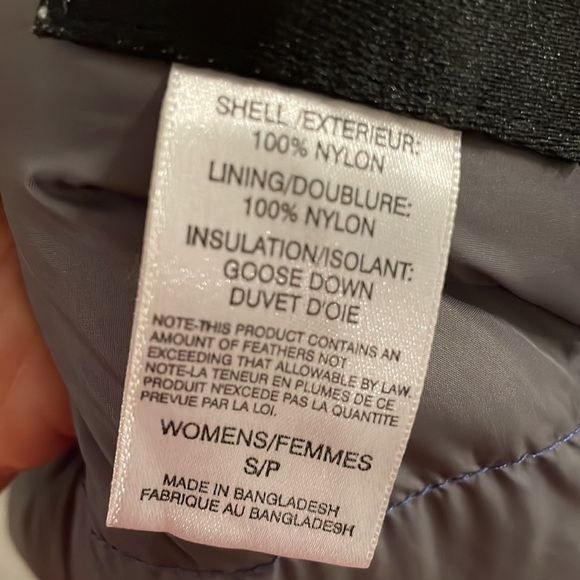 SHELL /EXTERIEUR:
100% NYLON
LINING/DOUBLURE:
100% NYLON
INSULATION/ISOLANT:
GOOSE DOWN
DUVET D'OIE
NOTE-THIS PRODUCT CONTAINS AN
AMOUNT OF FEATHERS NOT
EXCEEDING THAT ALLOWABLE BY LAW.
NOTE-LA TENEUR EN PLUMES DE CE
PRODUIT N'EXCEDE PAS LA QUANTITE
PREVUE PAR LA LOI.
WOMENS/FEMMES
S/P
MADE IN BANGLADESH
FABRIQUE AU BANGLADESH